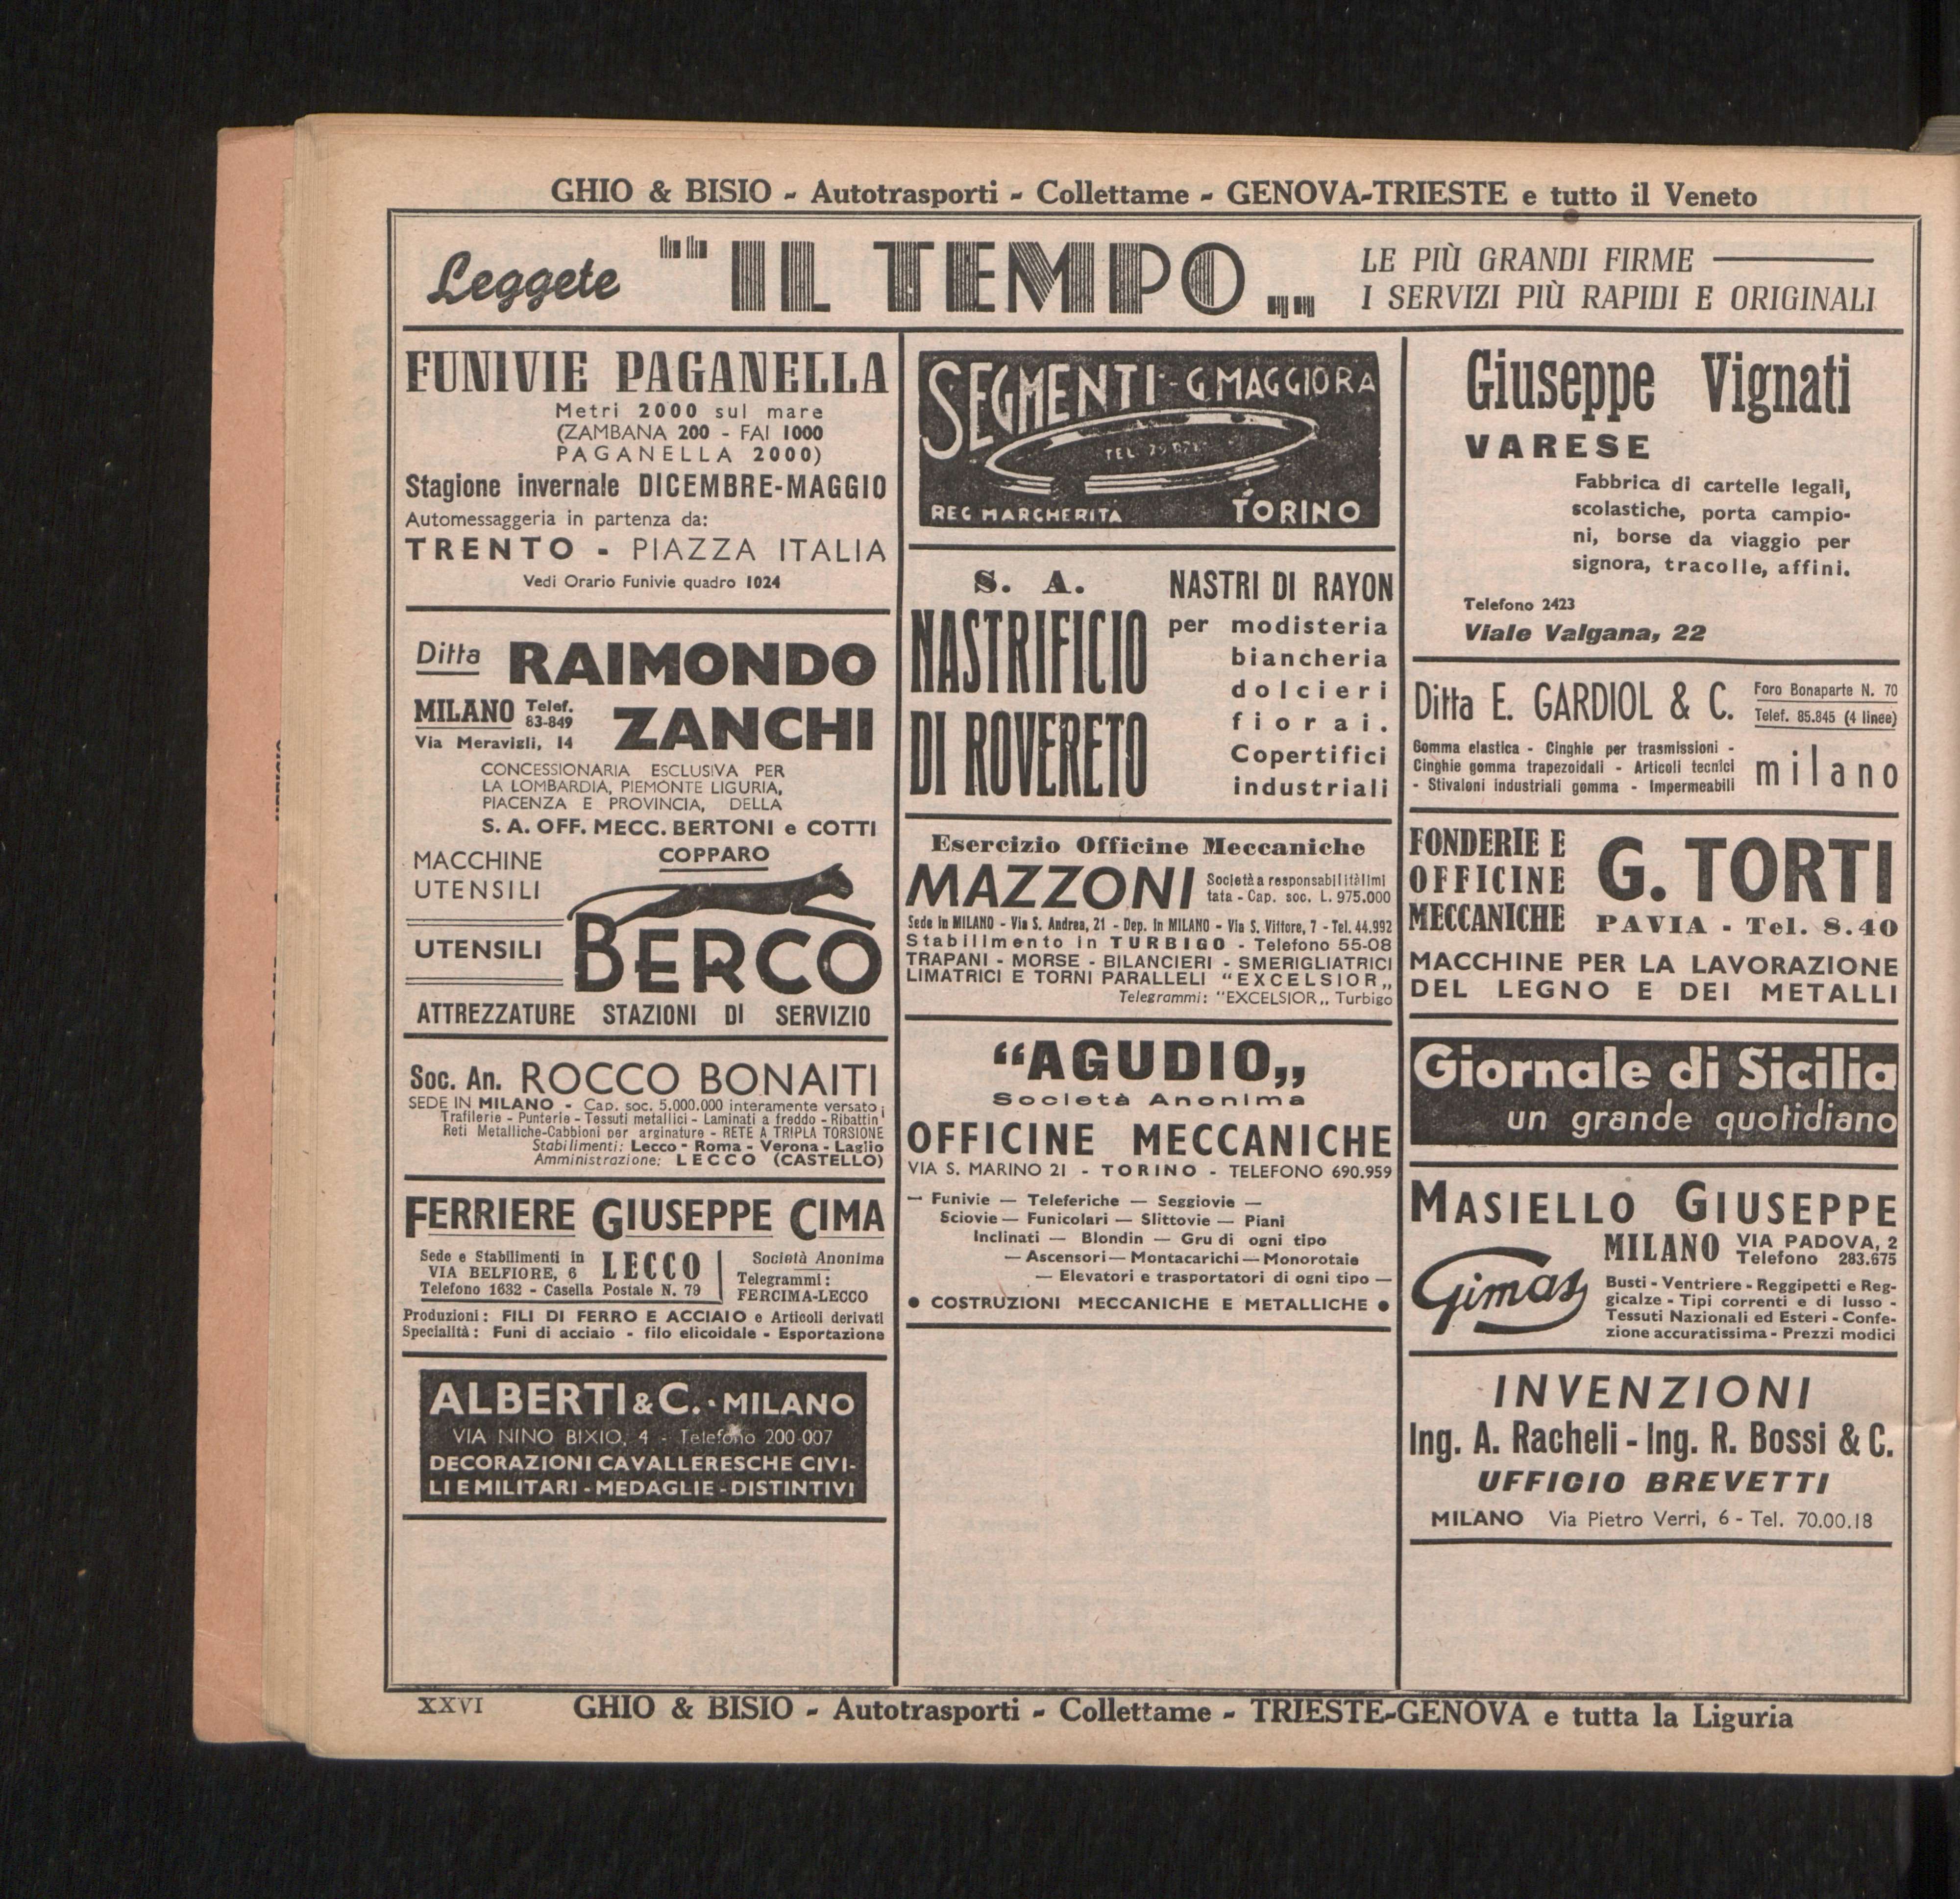 GHIO & BISIO - Autotrasporti - Collettame - GENOVA-TRIESTE e tutto il Veneto
Leggete "IL TEMPO„
LE PIÙ GRANDI FIRME
I SERVIZI PIÙ RAPIDI E ORIGINALI
FUNIVIE PAGANELLA
Metri 2000 sul mare
(ZAMBANA 200 - FAI 1000
PAGANELLA 2000)
Stagione invernale DICEMBRE-MAGGIO
Automessaggeria in partenza da:
TRENTO - PIAZZA ITALIA
Vedi Orario Funivie quadro 1024
Ditta RAIMONDO
ZANCHI
MILANO Telef. 83-849
Via Meravigli, 14
CONCESSIONARIA ESCLUSIVA PER
LA LOMBARDIA, PIEMONTE LIGURIA,
PIACENZA E PROVINCIA, DELLA
S. A. OFF. MECC. BERTONI e COTTI
COPPARO
MACCHINE
UTENSILI
UTENSILI
BERCO
ATTREZZATURE STAZIONI DI SERVIZIO
Soc. An. ROCCO BONAITI
SEDE IN MILANO - Cap. soc. 5.000.000 interamente versato
Trafilerie - Punterie - Tessuti metallici - Laminati a freddo - Ribattin
Reti Metalliche-Gabbioni per arginature - RETE A TRIPLA TORSIONE
Stabilimenti: Lecco - Roma - Verona - Laglio
Amministrazione: LECCO (CASTELLO)
FERRIERE GIUSEPPE CIMA
Sede e Stabilimenti in
VIA BELFIORE, 6 LECCO
Telefono 1632 - Casella Postale N. 79
Società Anonima
Telegrammi:
FERCIMA-LECCO
Produzioni: FILI DI FERRO E ACCIAIO e Articoli derivati
Specialità: Funi di acciaio - filo elicoidale - Esportazione
ALBERTI & C. · MILANO
VIA NINO BIXIO, 4 - Telefono 200-007
DECORAZIONI CAVALLERESCHE CIVI-
LI E MILITARI - MEDAGLIE - DISTINTIVI
SEGMENTI - G. MAGGIORA
TEL
REG MARGHERITA TORINO
S. A.
NASTRIFICIO
DI ROVERETO
NASTRI DI RAYON
per modisteria
biancheria
dolcieri
fiorai.
Copertifici
industriali
Esercizio Officine Meccaniche
MAZZONI
Società a responsabilità limi
tata - Cap. soc. L. 975.000
Sede in MILANO - Via S. Andrea, 21 - Dep. in MILANO - Via S. Vittore, 7 - Tel. 44.992
Stabilimento in TURBIGO - Telefono 55-08
TRAPANI - MORSE - BILANCIERI - SMERIGLIATRICI
LIMATRICI E TORNI PARALLELI "EXCELSIOR„
Telegrammi: "EXCELSIOR„ Turbigo
"AGUDIO„
Società Anonima
OFFICINE MECCANICHE
VIA S. MARINO 21 - TORINO - TELEFONO 690.959
— Funivie — Teleferiche — Seggiovie —
Sciovie — Funicolari — Slittovie — Piani
Inclinati — Blondin — Gru di ogni tipo
— Ascensori — Montacarichi — Monorotaie
— Elevatori e trasportatori di ogni tipo —
● COSTRUZIONI MECCANICHE E METALLICHE ●
Giuseppe Vignati
VARESE
Fabbrica di cartelle legali,
scolastiche, porta campio-
ni, borse da viaggio per
signora, tracolle, affini.
Telefono 2423
Viale Valgana, 22
Ditta E. GARDIOL & C.
Foro Bonaparte N. 70
Telef. 85.845 (4 linee)
Gomma elastica - Cinghie per trasmissioni -
Cinghie gomma trapezoidali - Articoli tecnici
- Stivaloni industriali gomma - Impermeabili
milano
FONDERIE E
OFFICINE
MECCANICHE
G. TORTI
PAVIA - Tel. 8.40
MACCHINE PER LA LAVORAZIONE
DEL LEGNO E DEI METALLI
Giornale di Sicilia
un grande quotidiano
MASIELLO GIUSEPPE
MILANO VIA PADOVA, 2
Telefono 283.675
Gimas
Busti - Ventriere - Reggipetti e Reg-
gicalze - Tipi correnti e di lusso -
Tessuti Nazionali ed Esteri - Confe-
zione accuratissima - Prezzi modici
INVENZIONI
Ing. A. Racheli - Ing. R. Bossi & C.
UFFICIO BREVETTI
MILANO Via Pietro Verri, 6 - Tel. 70.00.18
XXVI
GHIO & BISIO - Autotrasporti - Collettame - TRIESTE-GENOVA e tutta la Liguria